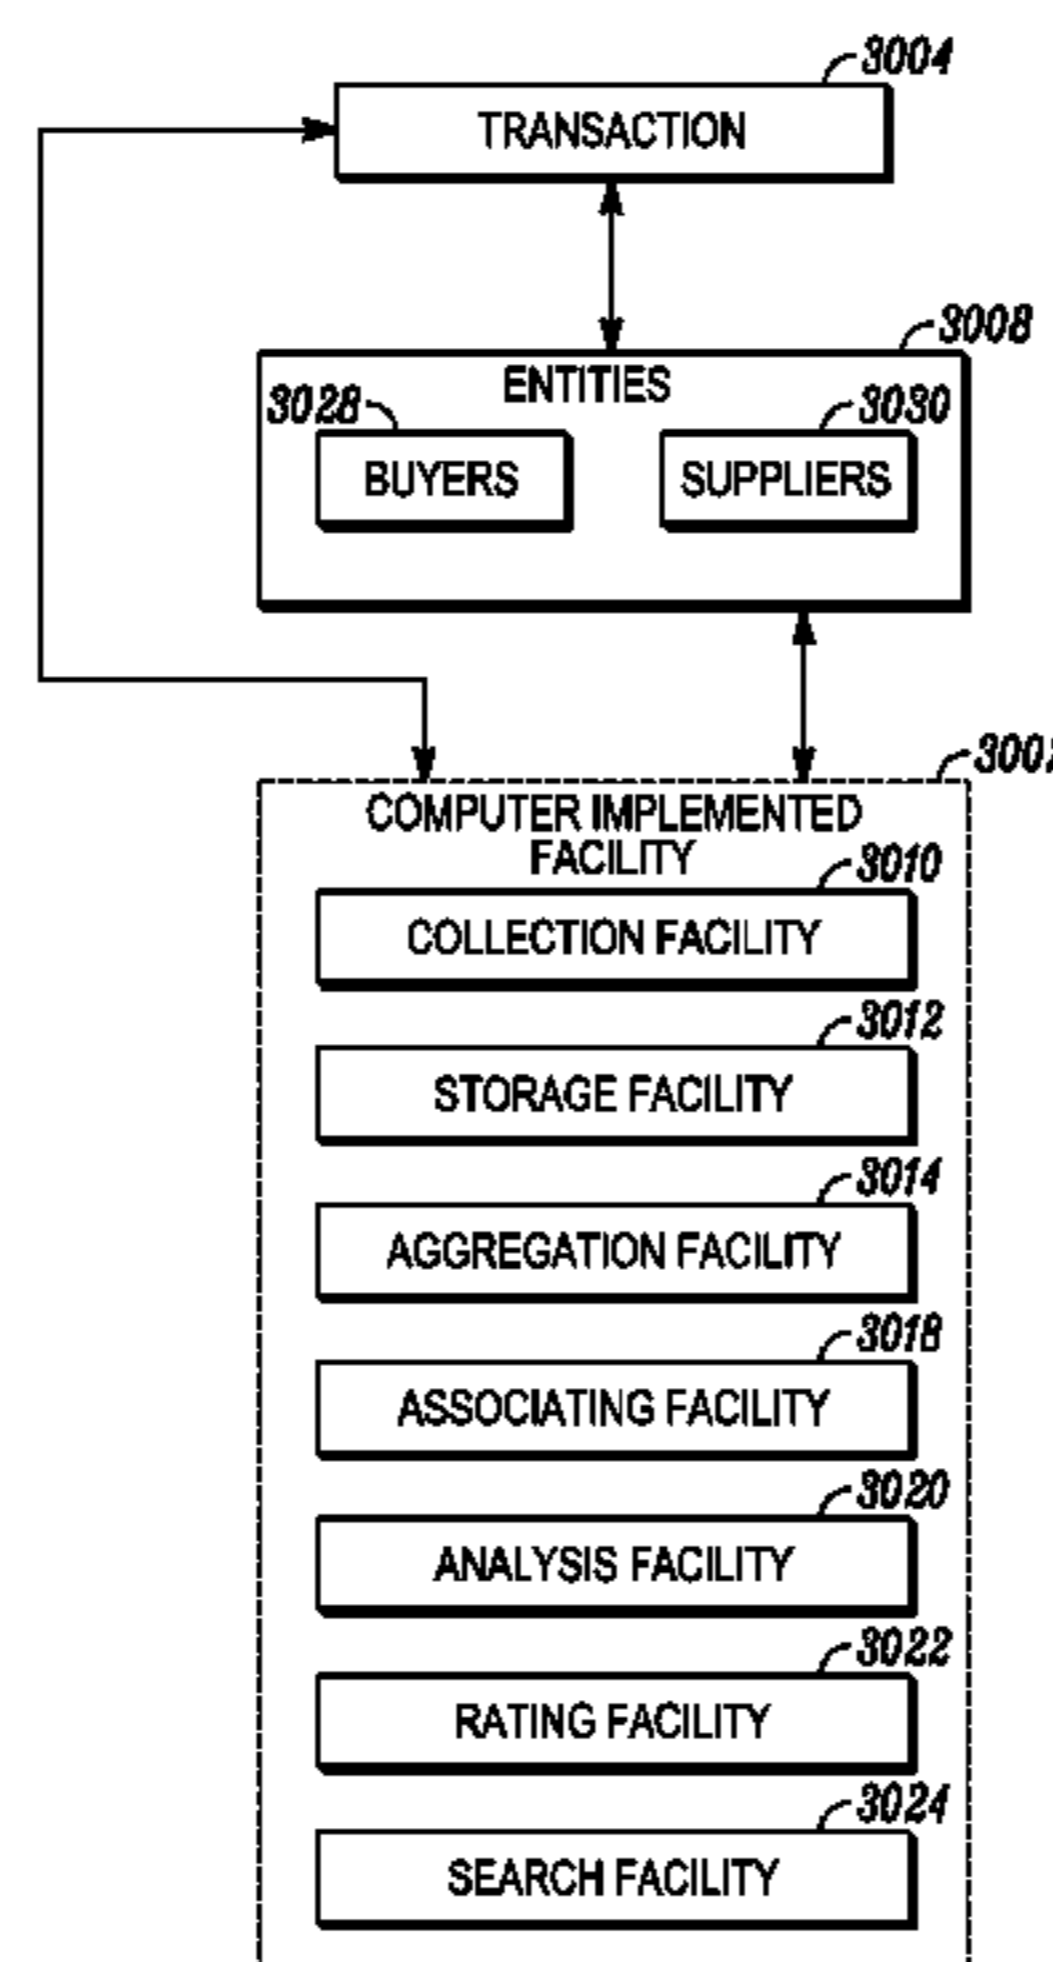 3004
TRANSACTION
3008
ENTITIES
3028
3030
BUYERS
SUPPLIERS
COMPUTER IMPLEMENTED
FACILITY
3010
COLLECTION FACILITY
3012
STORAGE FACILITY
3014
AGGREGATION FACILITY
3018
ASSOCIATING FACILITY
3020
ANALYSIS FACILITY
3022
RATING FACILITY
3024
SEARCH FACILITY